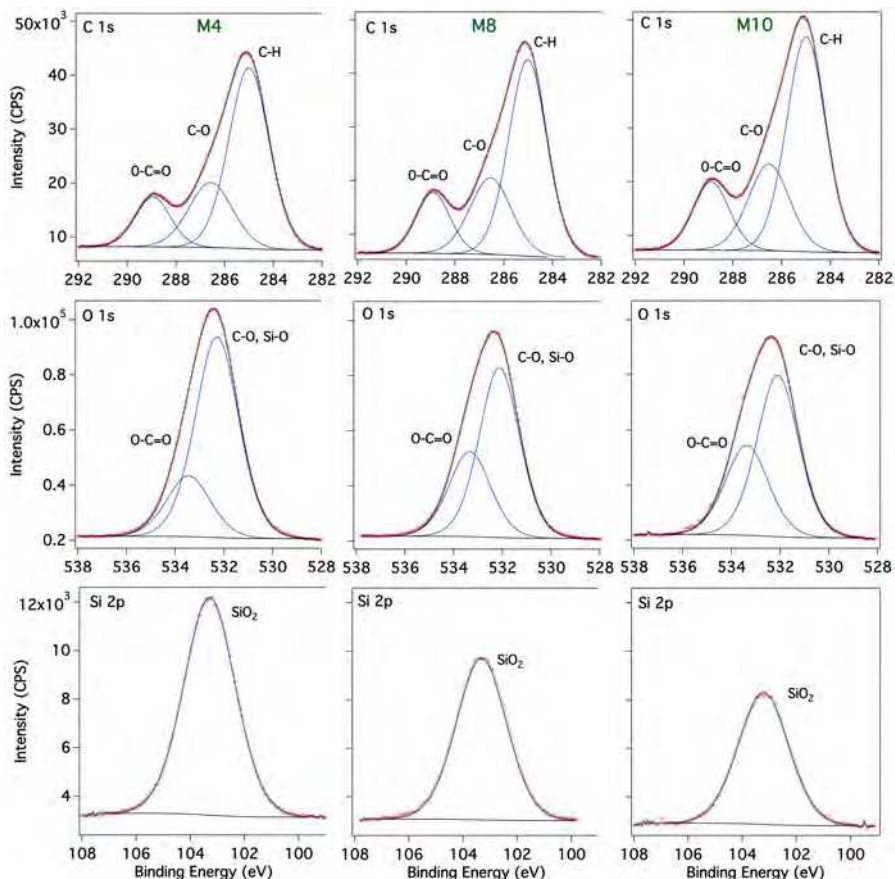 C 1s M4
50x10³
40
30
20
10
Intensity (CPS)
O-C=O
C-O
C-H
292 290 288 286 284 282
C 1s M8
O-C=O
C-O
C-H
292 290 288 286 284 282
C 1s M10
O-C=O
C-O
C-H
292 290 288 286 284 282
O 1s
1.0x10⁵
0.8
0.6
0.4
0.2
Intensity (CPS)
O-C=O
C-O, Si-O
538 536 534 532 530 528
O 1s
O-C=O
C-O, Si-O
538 536 534 532 530 528
O 1s
O-C=O
C-O, Si-O
538 536 534 532 530 528
Si 2p
12x10³
10
8
6
4
Intensity (CPS)
SiO₂
108 106 104 102 100
Binding Energy (eV)
Si 2p
SiO₂
108 106 104 102 100
Binding Energy (eV)
Si 2p
SiO₂
108 106 104 102 100
Binding Energy (eV)